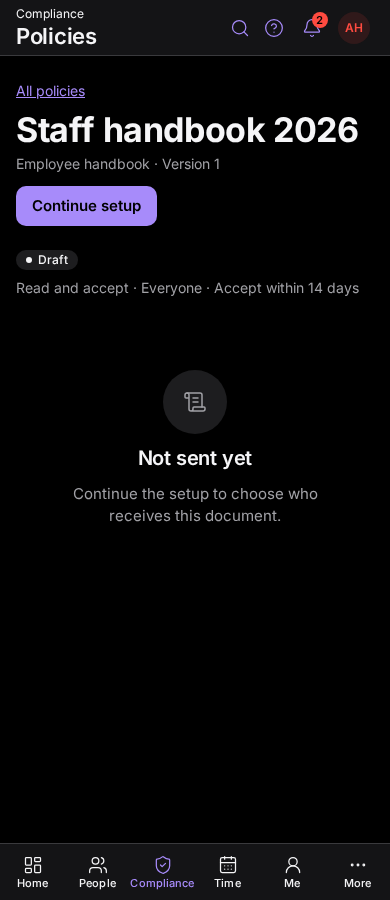 Compliance
Policies
2
AH
All policies
Staff handbook 2026
Employee handbook · Version 1
Continue setup
Draft
Read and accept · Everyone · Accept within 14 days
Not sent yet
Continue the setup to choose who
receives this document.
Home
People
Compliance
Time
Me
More